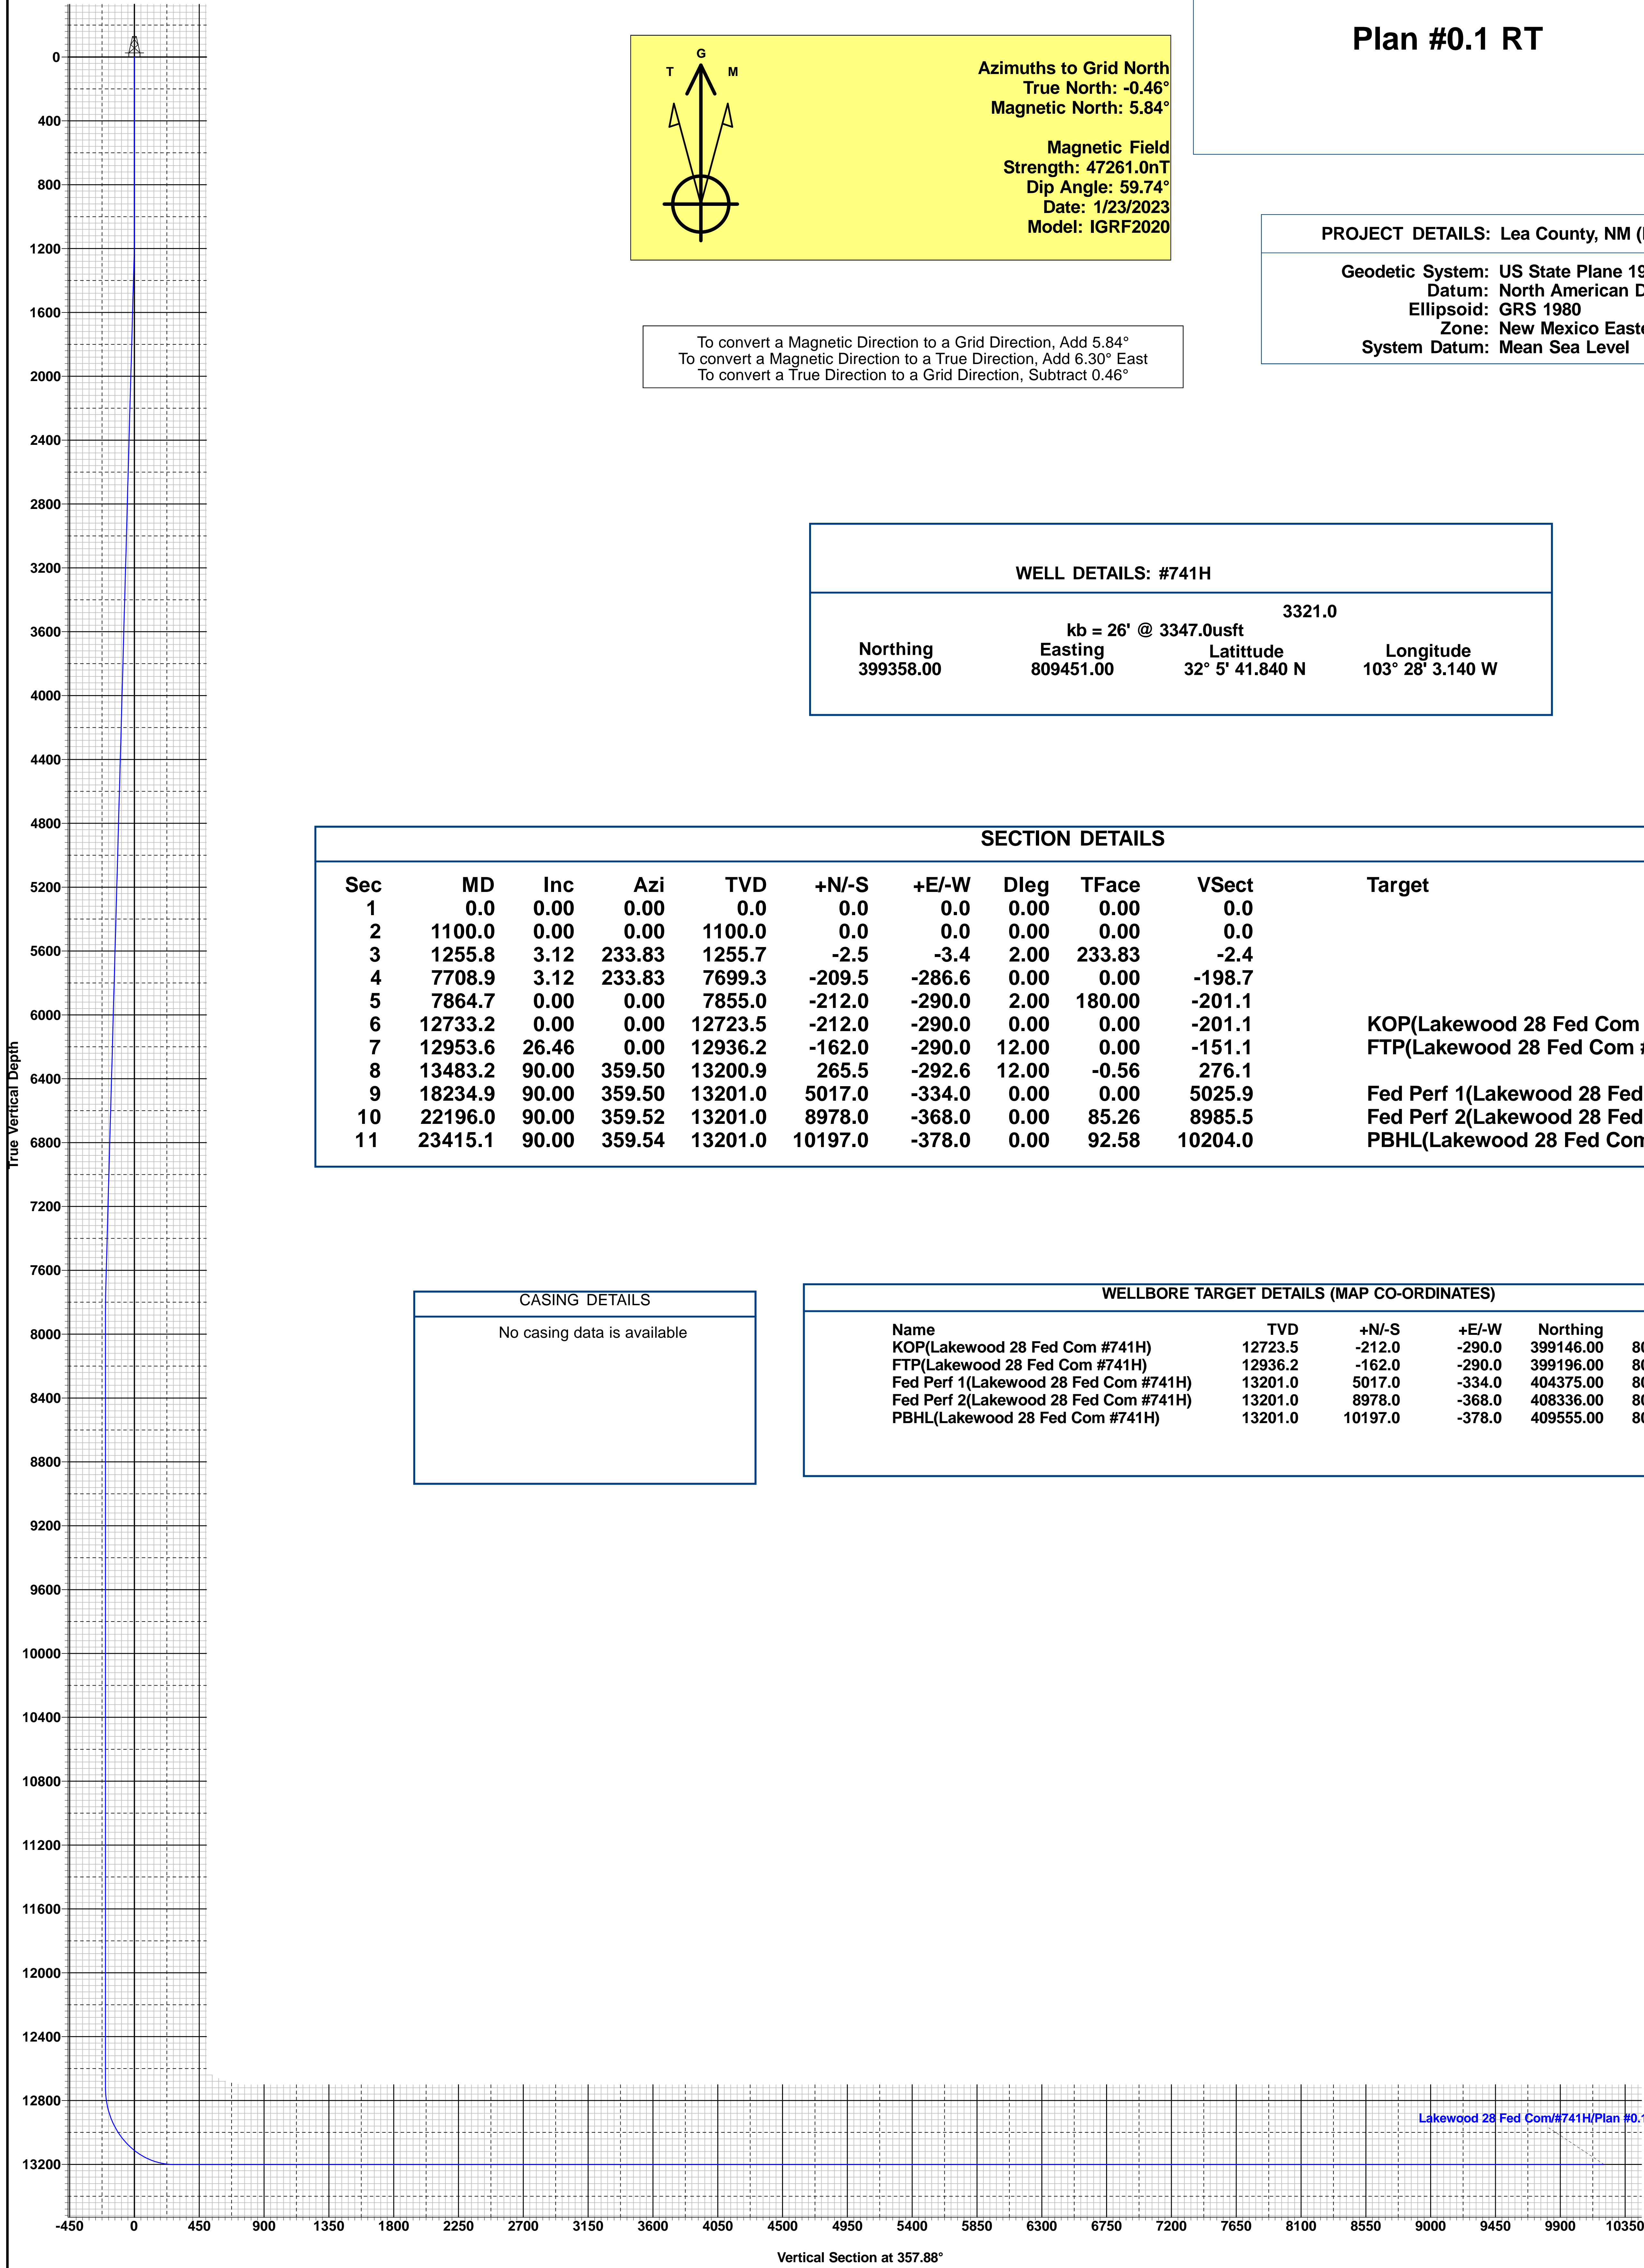 Plan #0.1 RT
G
T M
Azimuths to Grid North
True North: -0.46°
Magnetic North: 5.84°
Magnetic Field
Strength: 47261.0nT
Dip Angle: 59.74°
Date: 1/23/2023
Model: IGRF2020
PROJECT DETAILS: Lea County, NM (
Geodetic System: US State Plane 19
Datum: North American D
Ellipsoid: GRS 1980
Zone: New Mexico Easte
System Datum: Mean Sea Level
To convert a Magnetic Direction to a Grid Direction, Add 5.84°
To convert a Magnetic Direction to a True Direction, Add 6.30° East
To convert a True Direction to a Grid Direction, Subtract 0.46°
WELL DETAILS: #741H
3321.0
kb = 26' @ 3347.0usft
Northing Easting Latittude Longitude
399358.00 809451.00 32° 5' 41.840 N 103° 28' 3.140 W
SECTION DETAILS
Sec MD Inc Azi TVD +N/-S +E/-W Dleg TFace VSect Target
1 0.0 0.00 0.00 0.0 0.0 0.0 0.00 0.00 0.0
2 1100.0 0.00 0.00 1100.0 0.0 0.0 0.00 0.00 0.0
3 1255.8 3.12 233.83 1255.7 -2.5 -3.4 2.00 233.83 -2.4
4 7708.9 3.12 233.83 7699.3 -209.5 -286.6 0.00 0.00 -198.7
5 7864.7 0.00 0.00 7855.0 -212.0 -290.0 2.00 180.00 -201.1
6 12733.2 0.00 0.00 12723.5 -212.0 -290.0 0.00 0.00 -201.1 KOP(Lakewood 28 Fed Com
7 12953.6 26.46 0.00 12936.2 -162.0 -290.0 12.00 0.00 -151.1 FTP(Lakewood 28 Fed Com #
8 13483.2 90.00 359.50 13200.9 265.5 -292.6 12.00 -0.56 276.1
9 18234.9 90.00 359.50 13201.0 5017.0 -334.0 0.00 0.00 5025.9 Fed Perf 1(Lakewood 28 Fed
10 22196.0 90.00 359.52 13201.0 8978.0 -368.0 0.00 85.26 8985.5 Fed Perf 2(Lakewood 28 Fed
11 23415.1 90.00 359.54 13201.0 10197.0 -378.0 0.00 92.58 10204.0 PBHL(Lakewood 28 Fed Com
CASING DETAILS
No casing data is available
WELLBORE TARGET DETAILS (MAP CO-ORDINATES)
Name TVD +N/-S +E/-W Northing
KOP(Lakewood 28 Fed Com #741H) 12723.5 -212.0 -290.0 399146.00 80
FTP(Lakewood 28 Fed Com #741H) 12936.2 -162.0 -290.0 399196.00 80
Fed Perf 1(Lakewood 28 Fed Com #741H) 13201.0 5017.0 -334.0 404375.00 80
Fed Perf 2(Lakewood 28 Fed Com #741H) 13201.0 8978.0 -368.0 408336.00 80
PBHL(Lakewood 28 Fed Com #741H) 13201.0 10197.0 -378.0 409555.00 80
True Vertical Depth
0
400
800
1200
1600
2000
2400
2800
3200
3600
4000
4400
4800
5200
5600
6000
6400
6800
7200
7600
8000
8400
8800
9200
9600
10000
10400
10800
11200
11600
12000
12400
12800
13200
Lakewood 28 Fed Com/#741H/Plan #0.1
-450 0 450 900 1350 1800 2250 2700 3150 3600 4050 4500 4950 5400 5850 6300 6750 7200 7650 8100 8550 9000 9450 9900 10350
Vertical Section at 357.88°